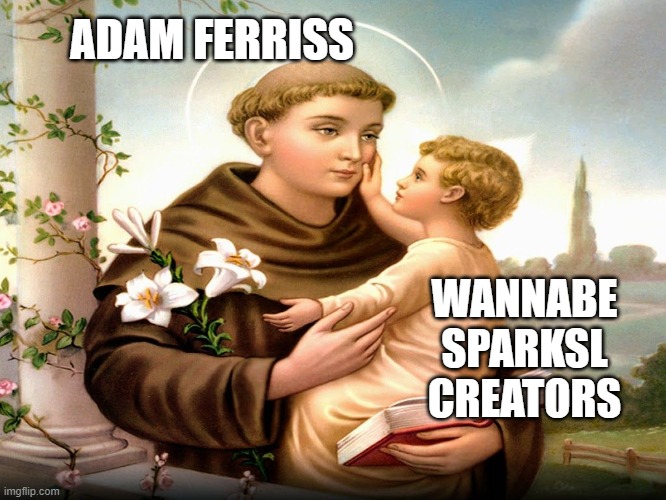 ADAM FERRISS
WANNABE
SPARKSL
CREATORS
imgflip.com